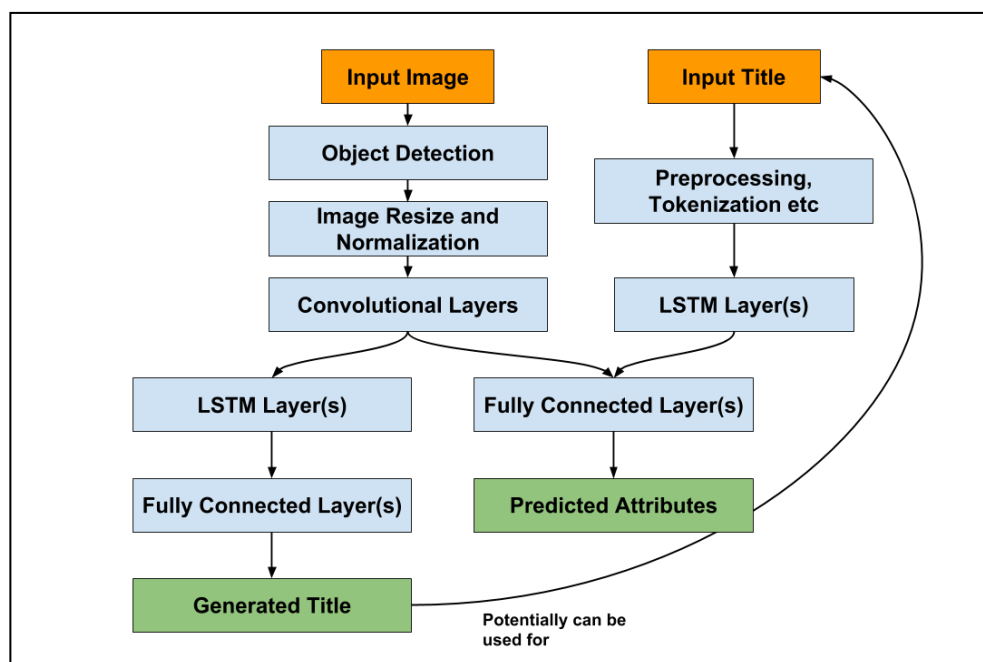 Input Image
Input Title
Object Detection
Preprocessing,
Tokenization etc
Image Resize and
Normalization
Convolutional Layers
LSTM Layer(s)
LSTM Layer(s)
Fully Connected Layer(s)
Fully Connected Layer(s)
Predicted Attributes
Generated Title
Potentially can be
used for